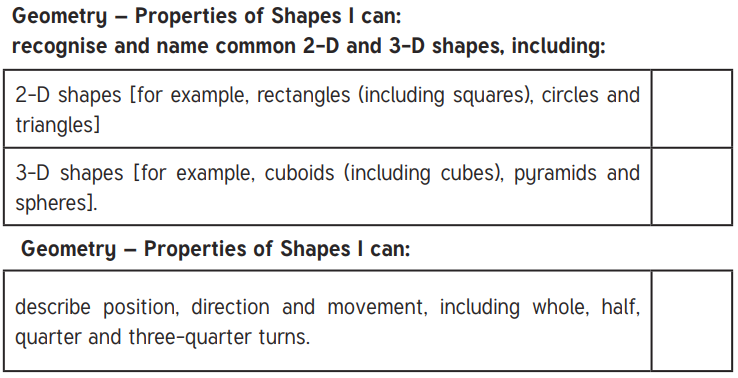 Geometry – Properties of Shapes I can:
recognise and name common 2-D and 3-D shapes, including:
2-D shapes [for example, rectangles (including squares), circles and
triangles]
3-D shapes [for example, cuboids (including cubes), pyramids and
spheres].
Geometry – Properties of Shapes I can:
describe position, direction and movement, including whole, half,
quarter and three-quarter turns.